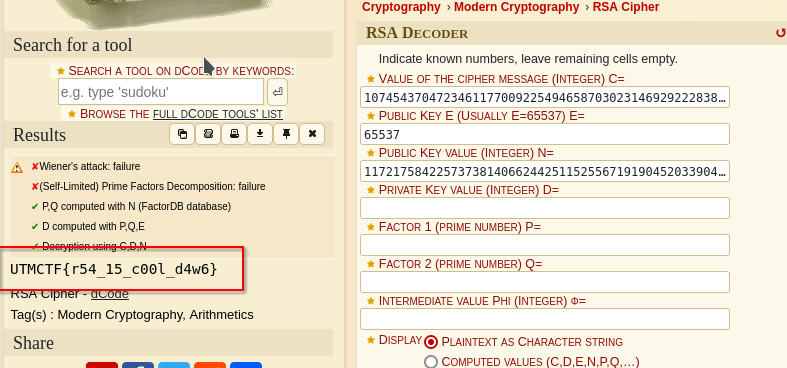 Search for a tool
★ SEARCH A TOOL ON DCODE BY KEYWORDS:
e.g. type 'sudoku'
★ BROWSE THE FULL DCODE TOOLS' LIST
Results
✘Wiener's attack: failure
✘(Self-Limited) Prime Factors Decomposition: failure
✔ P,Q computed with N (FactorDB database)
✔ D computed with P,Q,E
✔ Decryption using C,D,N
UTMCTF{r54_15_c00l_d4w6}
RSA Cipher - dCode
Tag(s) : Modern Cryptography, Arithmetics
Share
Cryptography › Modern Cryptography › RSA Cipher
RSA DECODER
Indicate known numbers, leave remaining cells empty.
★ VALUE OF THE CIPHER MESSAGE (INTEGER) C=
10745437047234611770092254946587030231469292228​38…
★ PUBLIC KEY E (USUALLY E=65537) E=
65537
★ PUBLIC KEY VALUE (INTEGER) N=
1172175842257373814066244251152556719190452033904…
★ PRIVATE KEY VALUE (INTEGER) D=
★ FACTOR 1 (PRIME NUMBER) P=
★ FACTOR 2 (PRIME NUMBER) Q=
★ INTERMEDIATE VALUE PHI (INTEGER) Φ=
★ DISPLAY PLAINTEXT AS CHARACTER STRING
COMPUTED VALUES (C,D,E,N,P,Q,…)